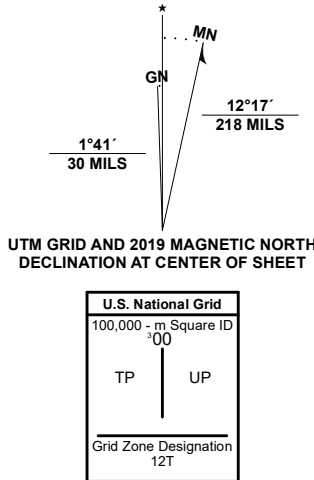 ★
MN
GN
12°17´
218 MILS
1°41´
30 MILS
UTM GRID AND 2019 MAGNETIC NORTH
DECLINATION AT CENTER OF SHEET
U.S. National Grid
100,000 - m Square ID
³00
TP UP
Grid Zone Designation
12T